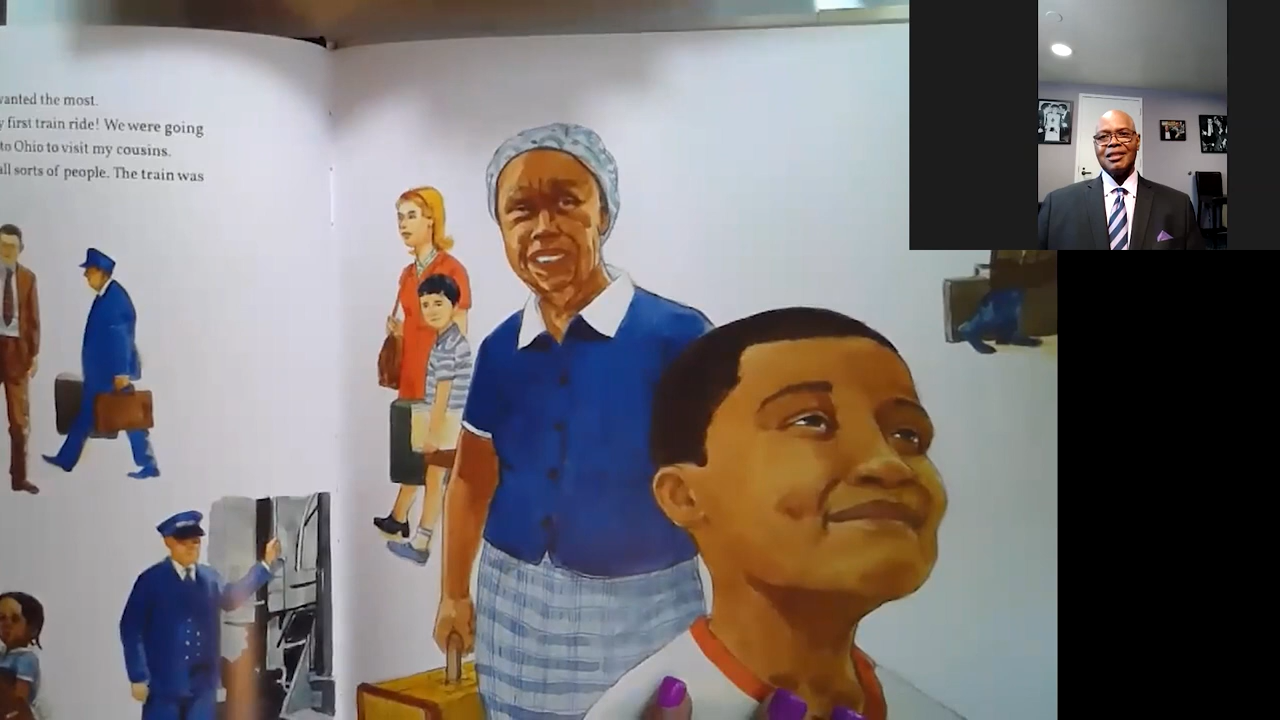 wanted the most.
first train ride! We were going
to Ohio to visit my cousins.
all sorts of people. The train was